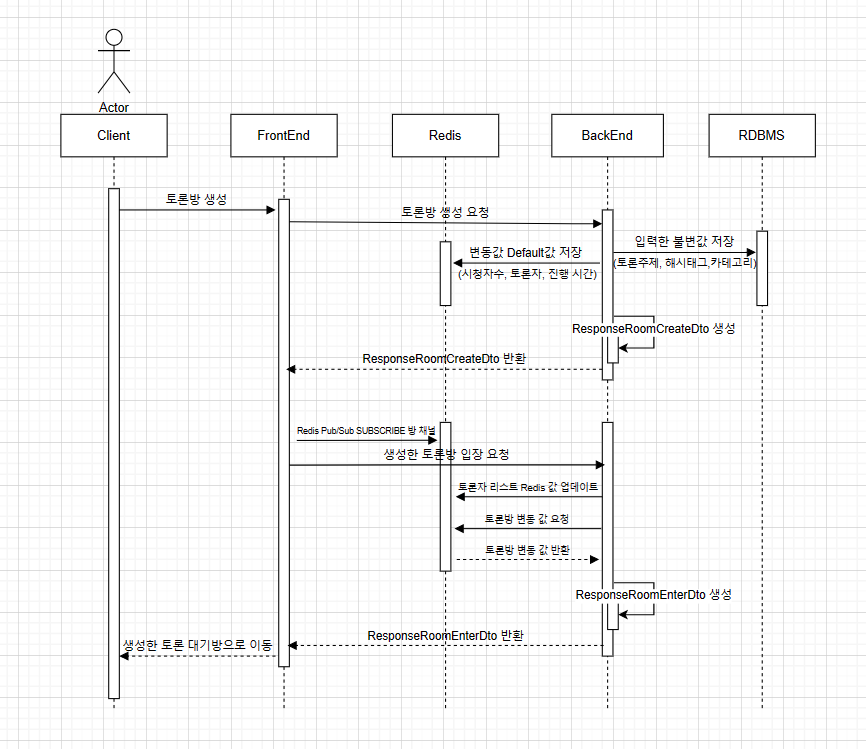 Actor
Client
FrontEnd
Redis
BackEnd
RDBMS
토론방 생성
토론방 생성 요청
입력한 불변값 저장
(토론주제, 해시태그,카테고리)
변동값 Default값 저장
(시청자수, 토론자, 진행 시간)
ResponseRoomCreateDto 생성
ResponseRoomCreateDto 반환
Redis Pub/Sub SUBSCRIBE 방 채널
생성한 토론방 입장 요청
토론자 리스트 Redis 값 업데이트
토론방 변동 값 요청
토론방 변동 값 반환
ResponseRoomEnterDto 생성
ResponseRoomEnterDto 반환
생성한 토론 대기방으로 이동